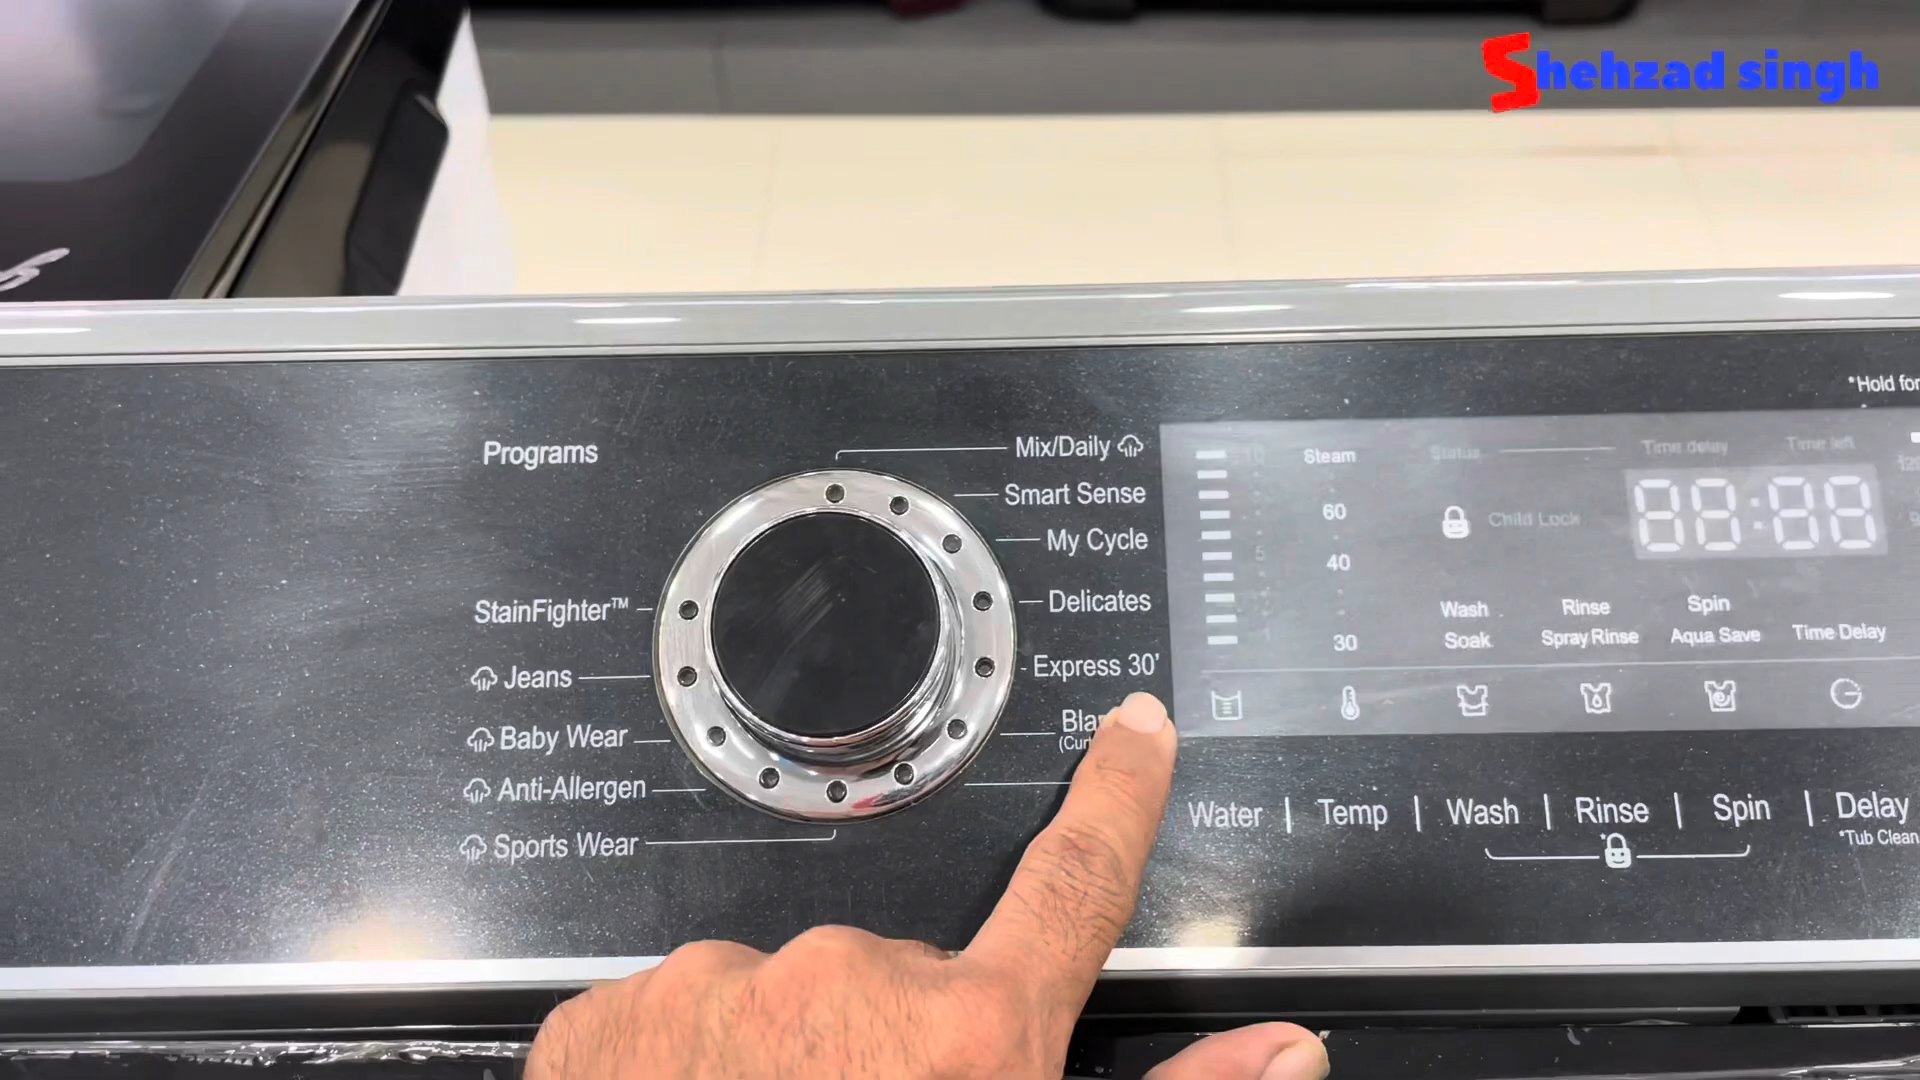 Shehzad singh
*Hold for
Programs
Mix/Daily
Smart Sense
My Cycle
Delicates
Express 30'
StainFighter™
Jeans
Baby Wear
Anti-Allergen
Sports Wear
10
5
Steam
60
40
30
Status
Child Lock
Time delay
Time left
88:88
Wash
Soak
Rinse
Spray Rinse
Spin
Aqua Save
Time Delay
Water | Temp | Wash | Rinse | Spin | Delay
*Tub Clean